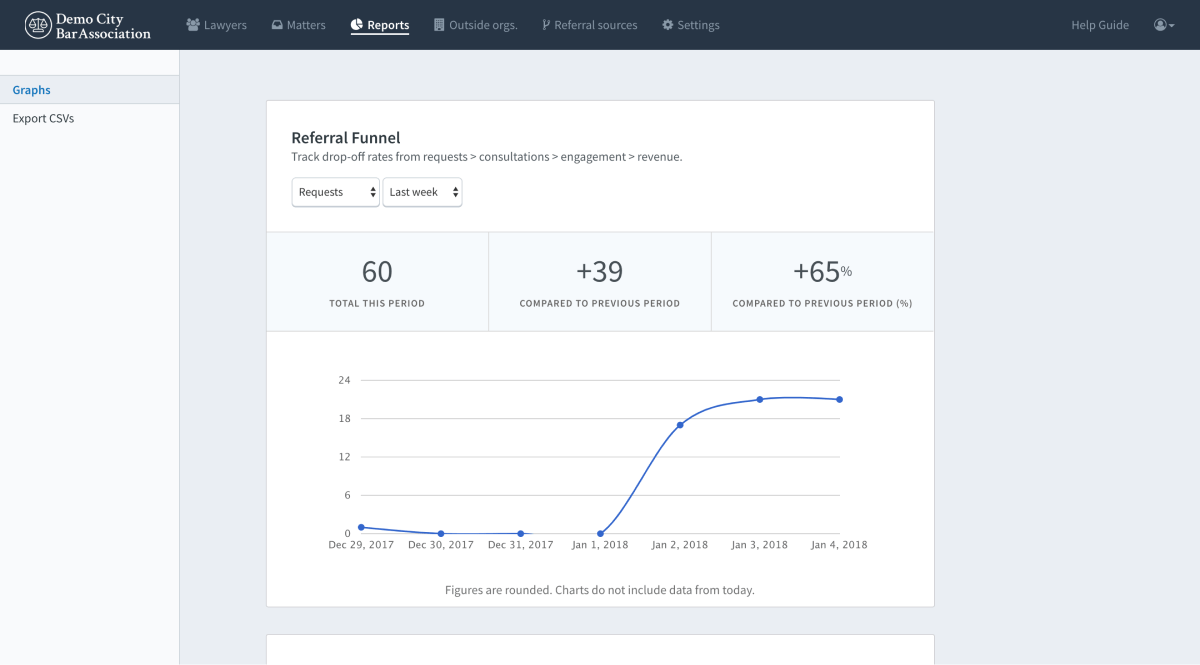 Demo City
Bar Association
Lawyers
Matters
Reports
Outside orgs.
Referral sources
Settings
Help Guide
Graphs
Export CSVs
Referral Funnel
Track drop-off rates from requests > consultations > engagement > revenue.
Requests
Last week
60
TOTAL THIS PERIOD
+39
COMPARED TO PREVIOUS PERIOD
+65%
COMPARED TO PREVIOUS PERIOD (%)
24
18
12
6
0
Dec 29, 2017
Dec 30, 2017
Dec 31, 2017
Jan 1, 2018
Jan 2, 2018
Jan 3, 2018
Jan 4, 2018
Figures are rounded. Charts do not include data from today.